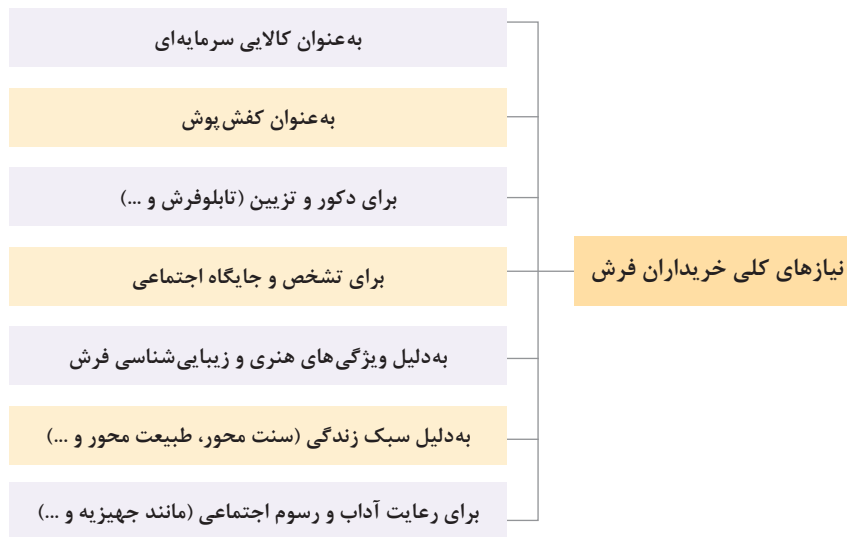 نیازهای کلی خریداران فرش
به‌عنوان کالایی سرمایه‌ای
به‌عنوان کفش‌پوش
برای دکور و تزیین (تابلوفرش و ...)
برای تشخص و جایگاه اجتماعی
به‌دلیل ویژگی‌های هنری و زیبایی‌شناسی فرش
به‌دلیل سبک زندگی (سنت محور، طبیعت محور و ...)
برای رعایت آداب و رسوم اجتماعی (مانند جهیزیه و ...)